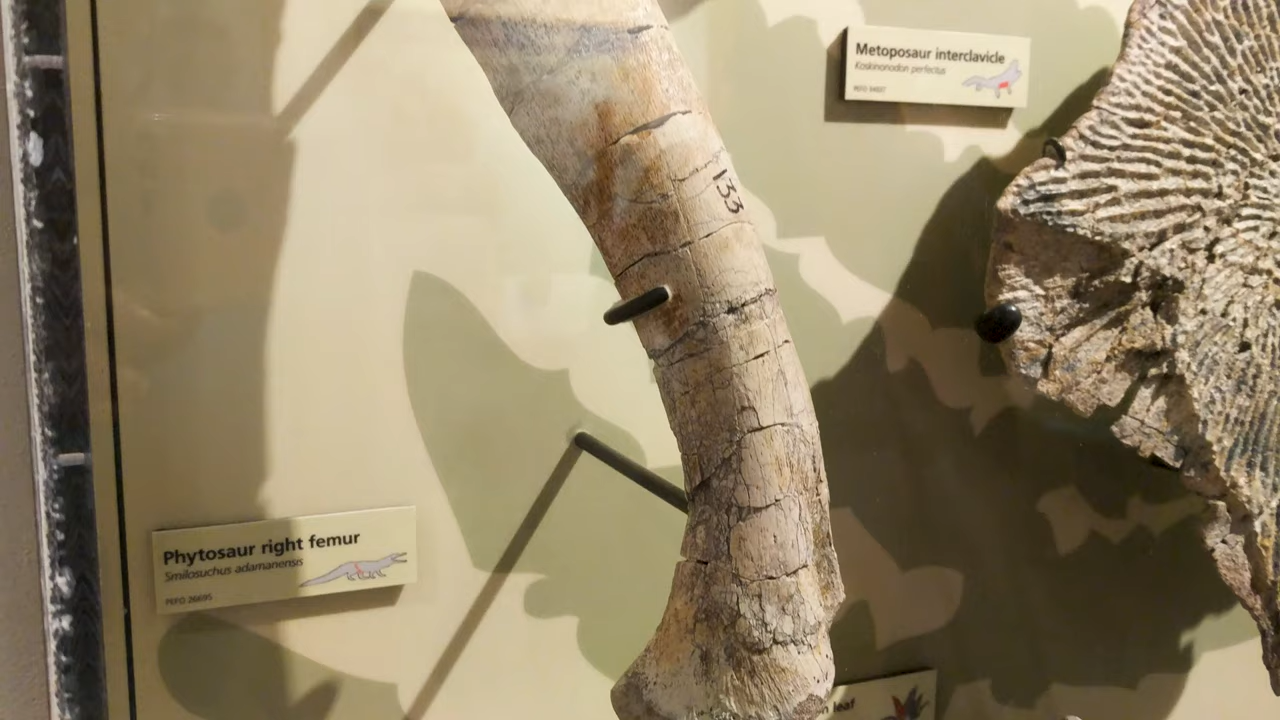 Metoposaur interclavicle
Koskinonodon perfectus
133
Phytosaur right femur
Smilosuchus adamanensis
PEFO 26695
leaf